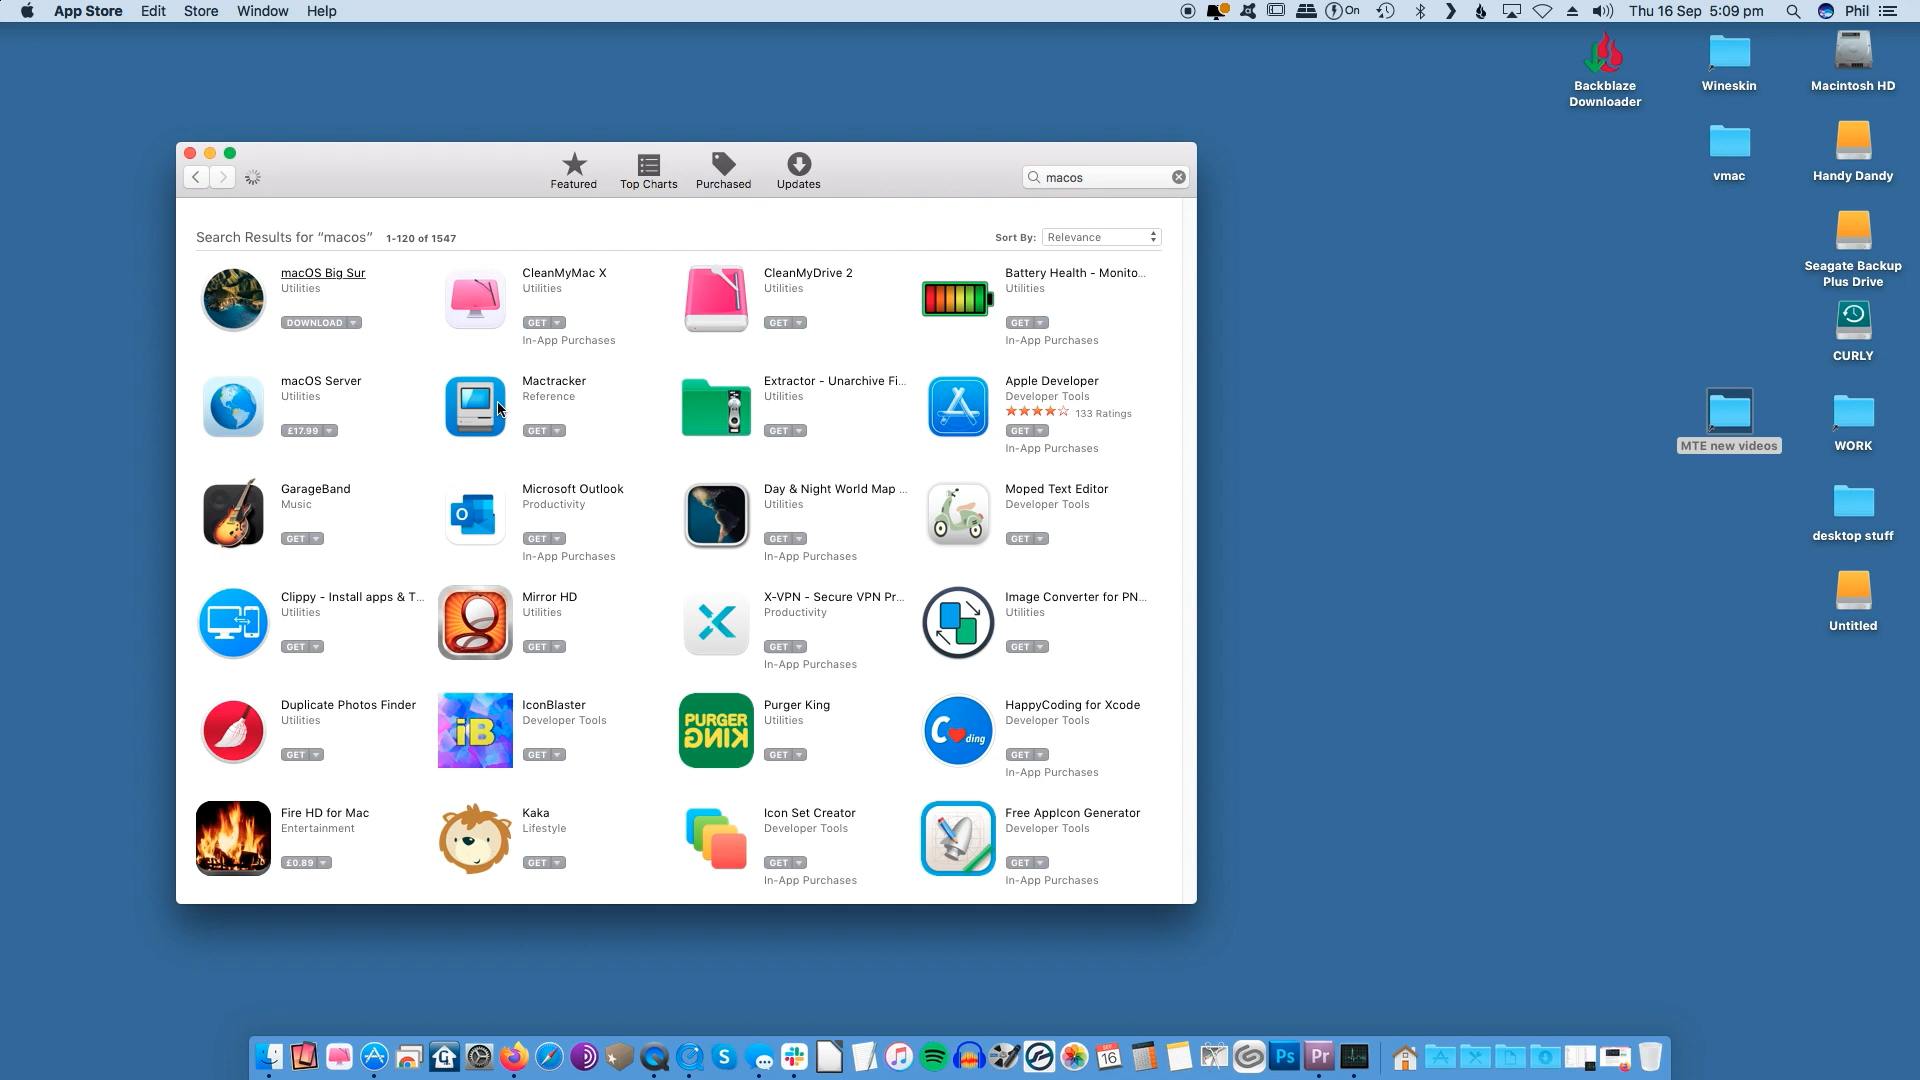 App Store Edit Store Window Help
On Thu 16 Sep 5:09 pm Phil
Backblaze Downloader
Wineskin
Macintosh HD
vmac
Handy Dandy
Seagate Backup Plus Drive
CURLY
MTE new videos
WORK
desktop stuff
Untitled
Featured Top Charts Purchased Updates
macos
Search Results for “macos” 1-120 of 1547
Sort By: Relevance
macOS Big Sur
Utilities
DOWNLOAD
CleanMyMac X
Utilities
GET
In-App Purchases
CleanMyDrive 2
Utilities
GET
Battery Health - Monito...
Utilities
GET
In-App Purchases
macOS Server
Utilities
£17.99
Mactracker
Reference
GET
Extractor - Unarchive Fi...
Utilities
GET
Apple Developer
Developer Tools
133 Ratings
GET
In-App Purchases
GarageBand
Music
GET
Microsoft Outlook
Productivity
GET
In-App Purchases
Day & Night World Map ...
Utilities
GET
In-App Purchases
Moped Text Editor
Developer Tools
GET
Clippy - Install apps & T...
Utilities
GET
Mirror HD
Utilities
GET
X-VPN - Secure VPN Pr...
Productivity
GET
In-App Purchases
Image Converter for PN...
Utilities
GET
Duplicate Photos Finder
Utilities
GET
iB
IconBlaster
Developer Tools
GET
PURGER
KING
Purger King
Utilities
GET
C ding
HappyCoding for Xcode
Developer Tools
GET
In-App Purchases
Fire HD for Mac
Entertainment
£0.89
Kaka
Lifestyle
GET
Icon Set Creator
Developer Tools
GET
In-App Purchases
Free AppIcon Generator
Developer Tools
GET
In-App Purchases
S
SEP
16
Ps
Pr